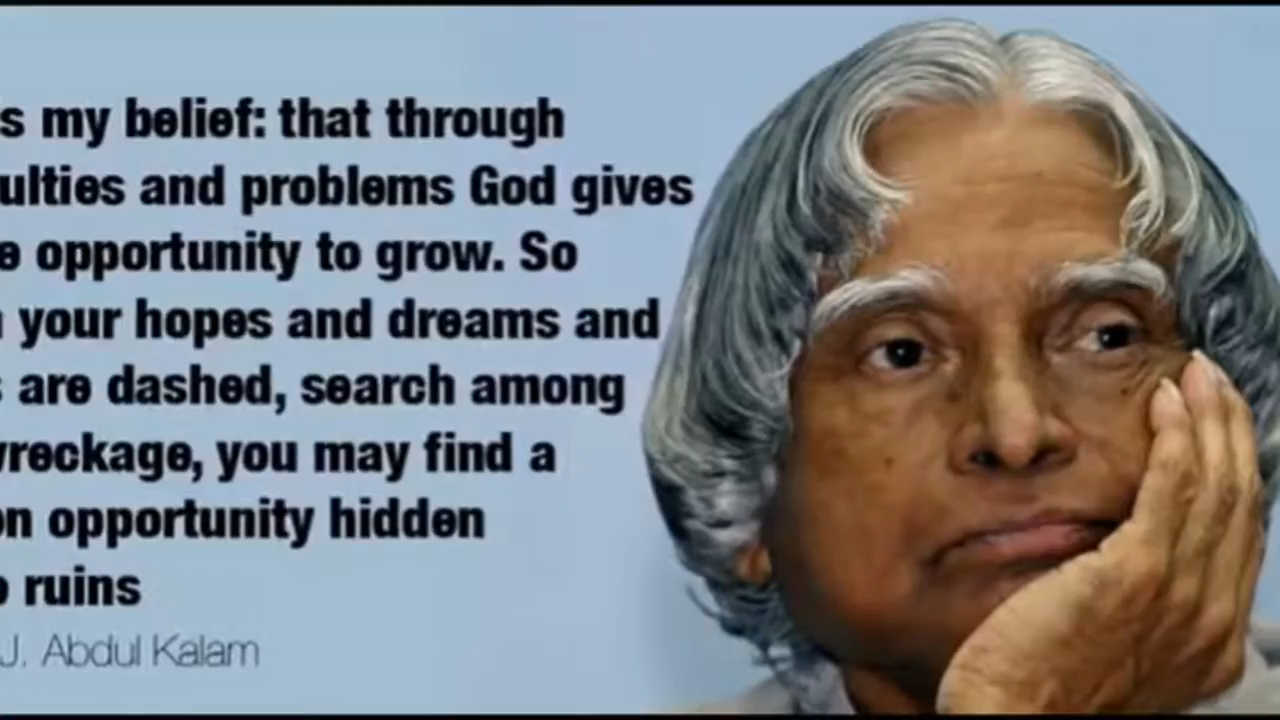 s my belief: that through
ulties and problems God gives
e opportunity to grow. So
your hopes and dreams and
s are dashed, search among
wreckage, you may find a
on opportunity hidden
ruins
J. Abdul Kalam